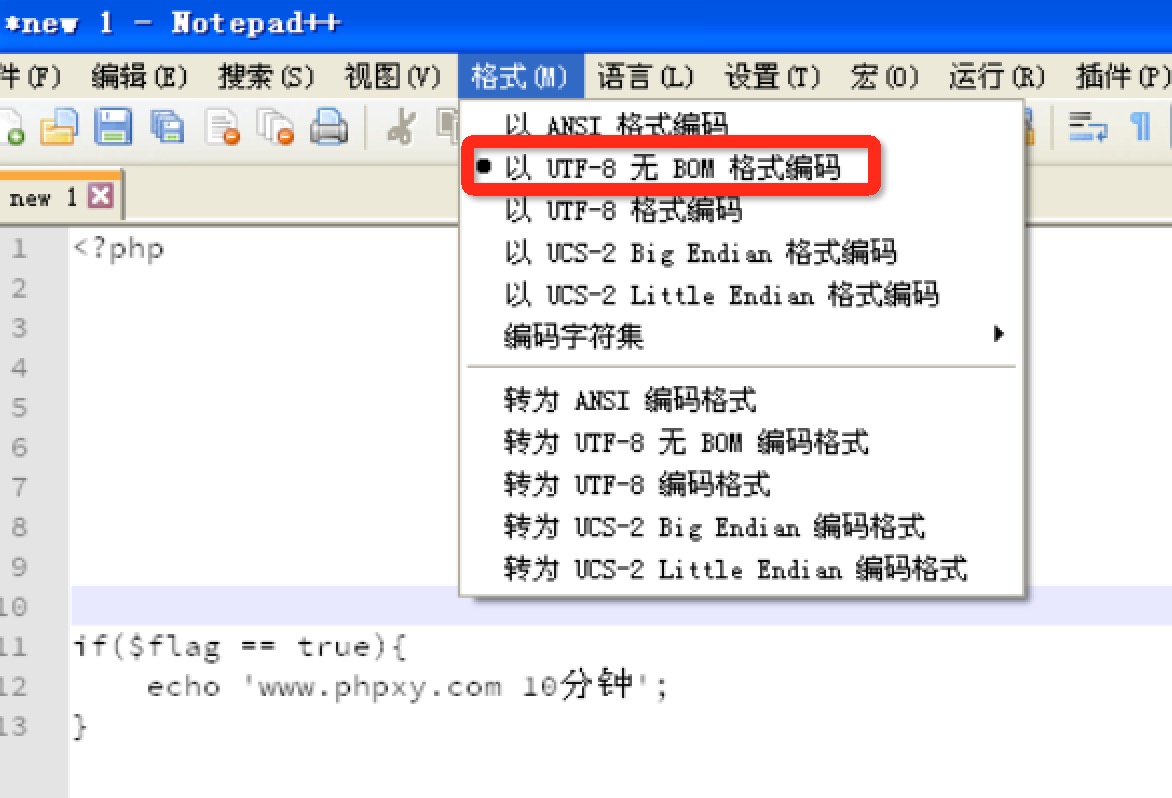 *new 1 - Notepad++
件(F) 编辑(E) 搜索(S) 视图(V) 格式(M) 语言(L) 设置(T) 宏(O) 运行(R) 插件(P)
以 ANSI 格式编码
以 UTF-8 无 BOM 格式编码
以 UTF-8 格式编码
以 UCS-2 Big Endian 格式编码
以 UCS-2 Little Endian 格式编码
编码字符集
转为 ANSI 编码格式
转为 UTF-8 无 BOM 编码格式
转为 UTF-8 编码格式
转为 UCS-2 Big Endian 编码格式
转为 UCS-2 Little Endian 编码格式
new 1
1 <?php
2
3
4
5
6
7
8
9
10
11 if($flag == true){
12     echo 'www.phpxy.com 10分钟';
13 }